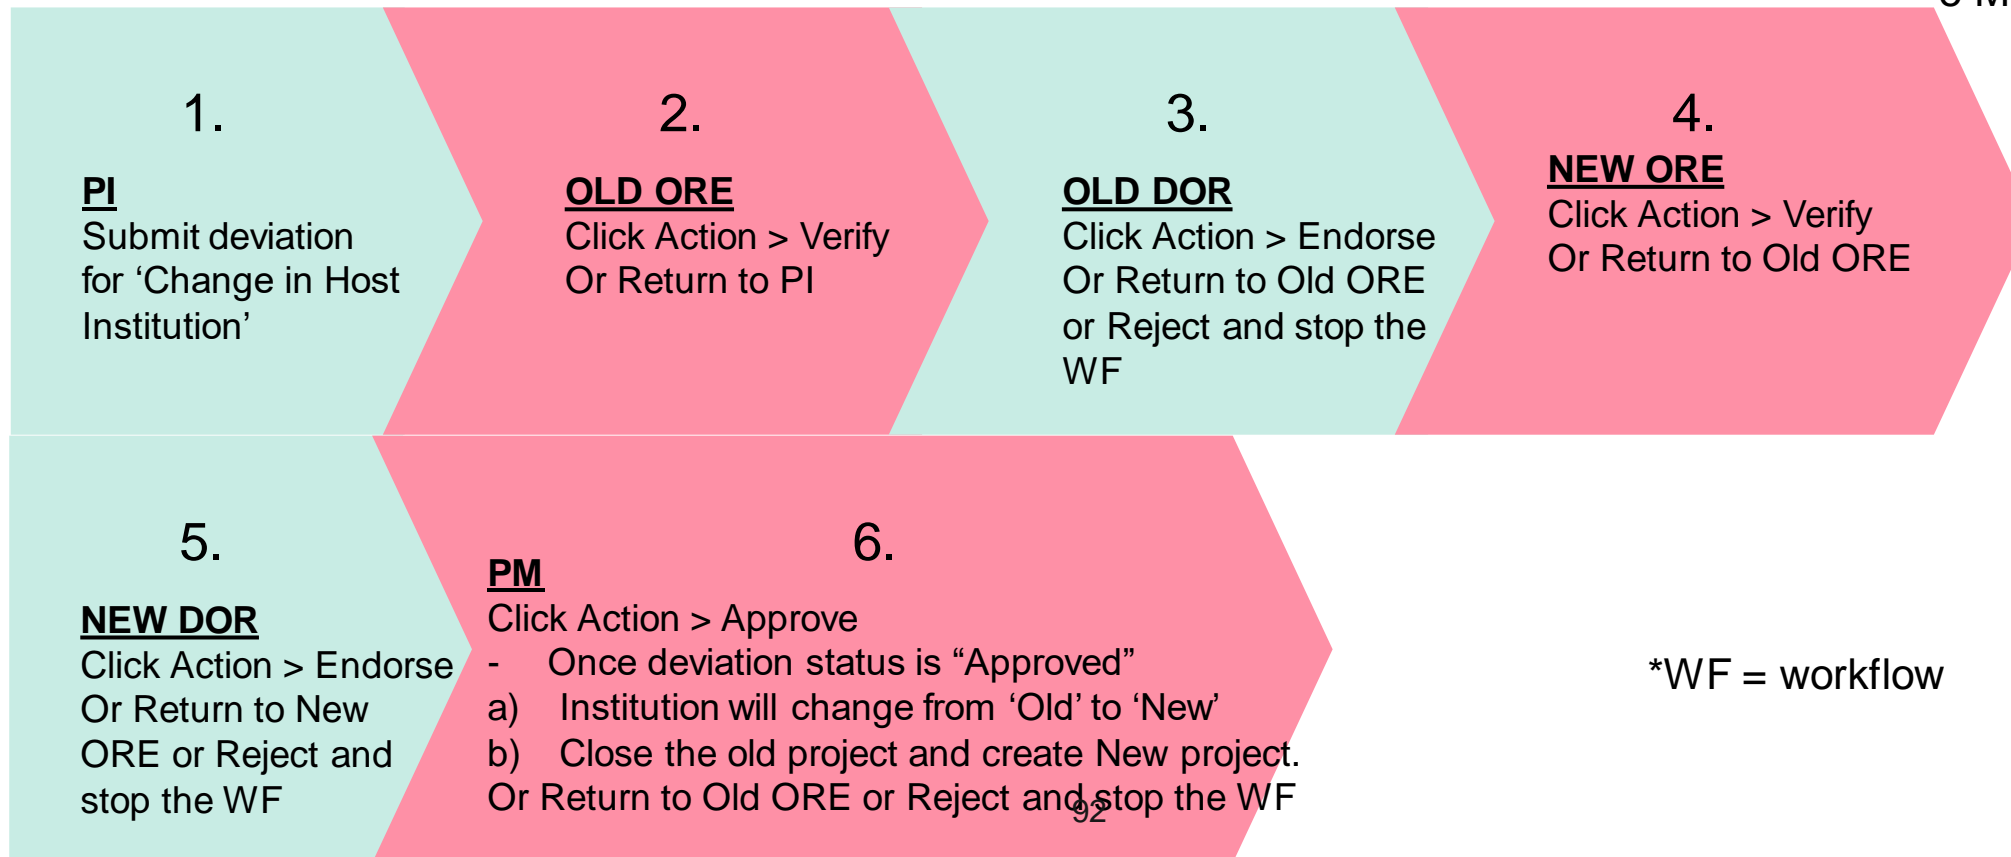 1.
PI
Submit deviation
for ‘Change in Host
Institution’
2.
OLD ORE
Click Action > Verify
Or Return to PI
3.
OLD DOR
Click Action > Endorse
Or Return to Old ORE
or Reject and stop the
WF
4.
NEW ORE
Click Action > Verify
Or Return to Old ORE
5.
NEW DOR
Click Action > Endorse
Or Return to New
ORE or Reject and
stop the WF
6.
PM
Click Action > Approve
- Once deviation status is “Approved”
a) Institution will change from ‘Old’ to ‘New’
b) Close the old project and create New project.
Or Return to Old ORE or Reject and stop the WF
92
*WF = workflow